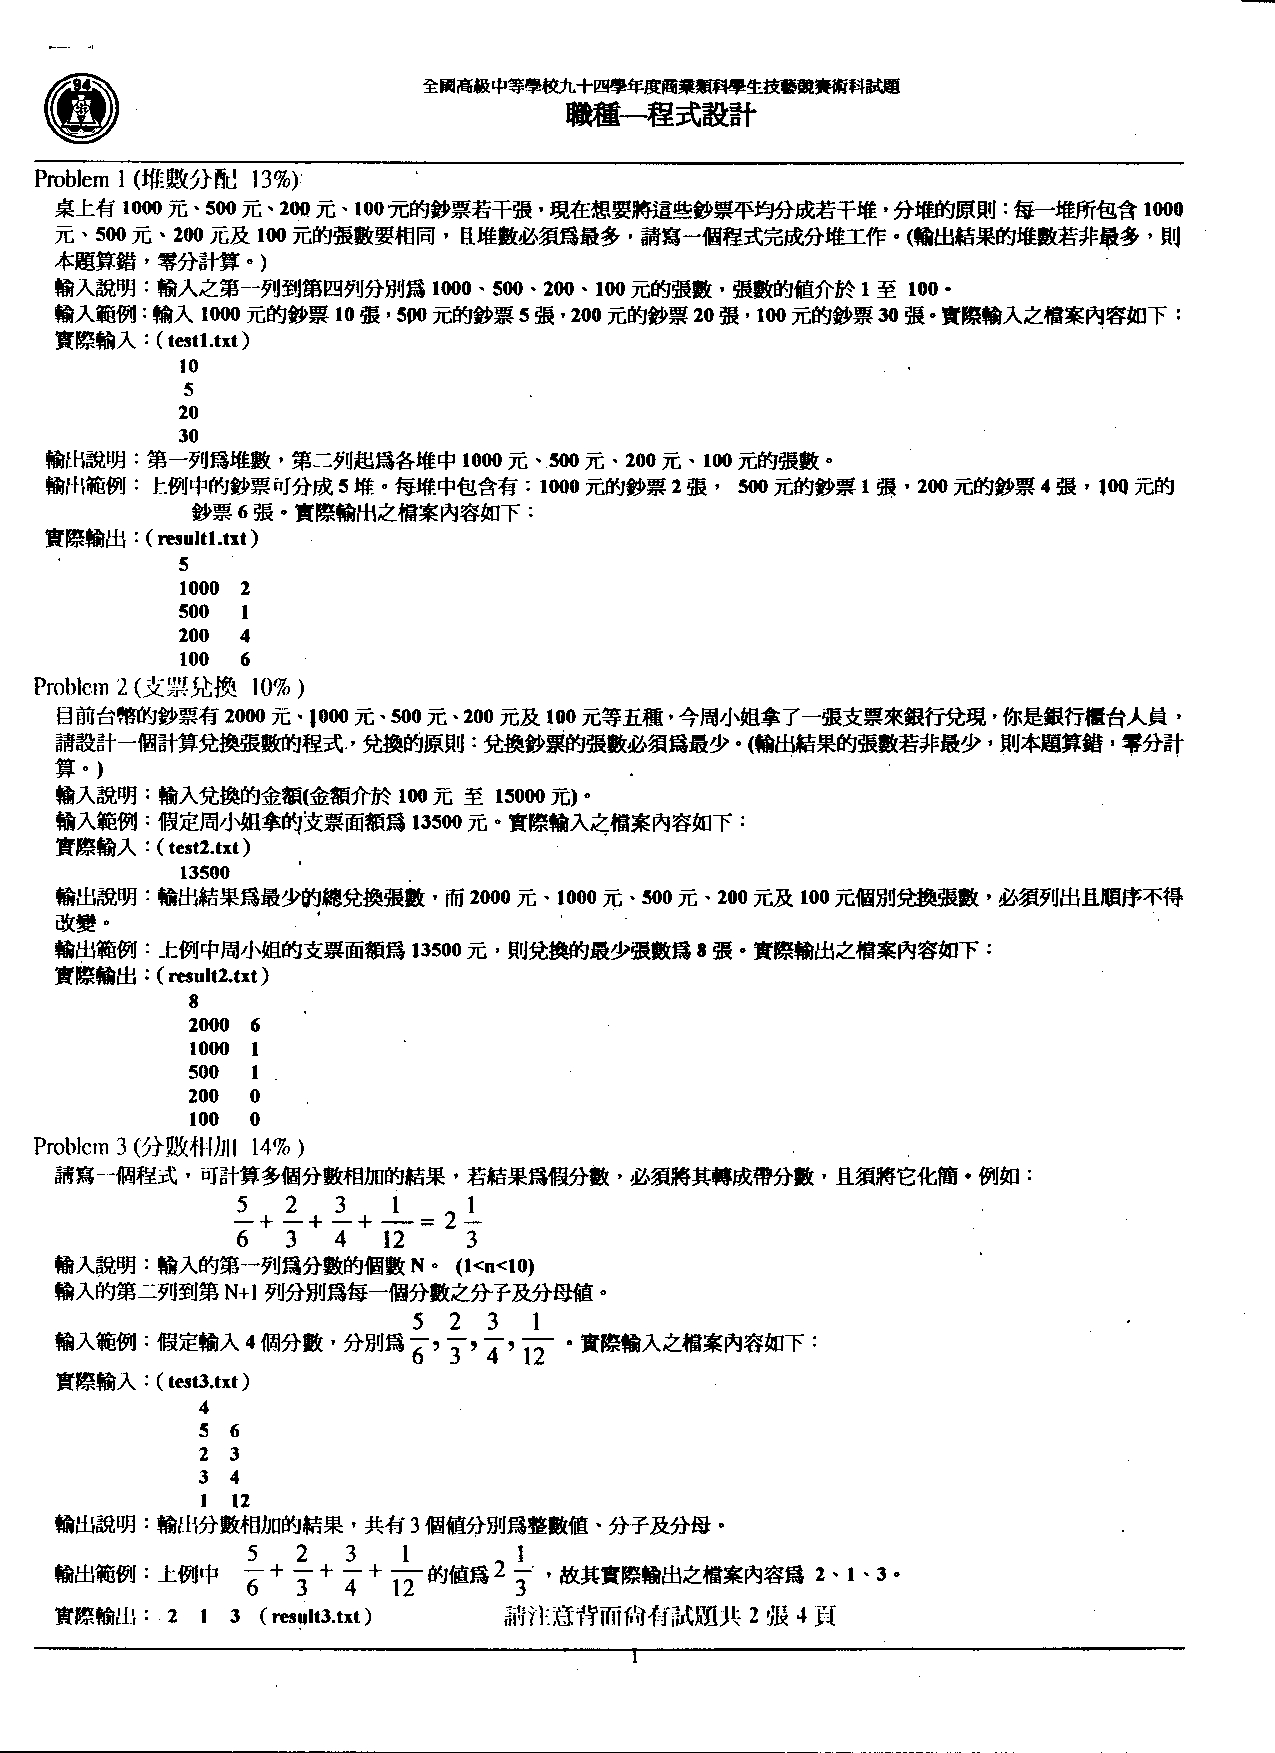 94
全國高級中等學校九十四學年度商業類科學生技藝競賽術科試題
職種—程式設計
Problem 1 (堆數分配 13%)
桌上有 1000 元、500 元、200 元、100 元的鈔票若干張，現在想要將這些鈔票平均分成若干堆，分堆的原則：每一堆所包含 1000
元、500 元、200 元及 100 元的張數要相同，且堆數必須爲最多，請寫一個程式完成分堆工作。(輸出結果的堆數若非最多，則
本題算錯，零分計算。)
輸入說明：輸入之第一列到第四列分別爲 1000、500、200、100 元的張數，張數的値介於 1 至 100。
輸入範例：輸入 1000 元的鈔票 10 張，500 元的鈔票 5 張，200 元的鈔票 20 張，100 元的鈔票 30 張。實際輸入之檔案內容如下：
實際輸入：( test1.txt )
10
5
20
30
輸出說明：第一列爲堆數，第二列起爲各堆中 1000 元、500 元、200 元、100 元的張數。
輸出範例：上例中的鈔票可分成 5 堆。每堆中包含有：1000 元的鈔票 2 張， 500 元的鈔票 1 張，200 元的鈔票 4 張，100 元的
鈔票 6 張。實際輸出之檔案內容如下：
實際輸出：( result1.txt )
5
1000 2
500 1
200 4
100 6
Problem 2 (支票兌換 10% )
目前台幣的鈔票有 2000 元、1000 元、500 元、200 元及 100 元等五種，今周小姐拿了一張支票來銀行兌現，你是銀行櫃台人員，
請設計一個計算兌換張數的程式，兌換的原則：兌換鈔票的張數必須爲最少。(輸出結果的張數若非最少，則本題算錯，零分計
算。)
輸入說明：輸入兌換的金額(金額介於 100 元 至 15000 元)。
輸入範例：假定周小姐拿的支票面額爲 13500 元。實際輸入之檔案內容如下：
實際輸入：( test2.txt )
13500
輸出說明：輸出結果爲最少的總兌換張數，而 2000 元、1000 元、500 元、200 元及 100 元個別兌換張數，必須列出且順序不得
改變。
輸出範例：上例中周小姐的支票面額爲 13500 元，則兌換的最少張數爲 8 張。實際輸出之檔案內容如下：
實際輸出：( result2.txt )
8
2000 6
1000 1
500 1
200 0
100 0
Problem 3 (分數相加 14% )
請寫一個程式，可計算多個分數相加的結果，若結果爲假分數，必須將其轉成帶分數，且須將它化簡。例如：
5/6 + 2/3 + 3/4 + 1/12 = 2 1/3
輸入說明：輸入的第一列爲分數的個數 N。 (1<n<10)
輸入的第二列到第 N+1 列分別爲每一個分數之分子及分母値。
輸入範例：假定輸入 4 個分數，分別爲 5/6 , 2/3 , 3/4 , 1/12 。實際輸入之檔案內容如下：
實際輸入：( test3.txt )
4
5 6
2 3
3 4
1 12
輸出說明：輸出分數相加的結果，共有 3 個値分別爲整數値、分子及分母。
輸出範例：上例中 5/6 + 2/3 + 3/4 + 1/12 的値爲 2 1/3 ，故其實際輸出之檔案內容爲 2、1、3。
實際輸出： 2 1 3 ( result3.txt ) 請注意背面尙有試題共 2 張 4 頁
1